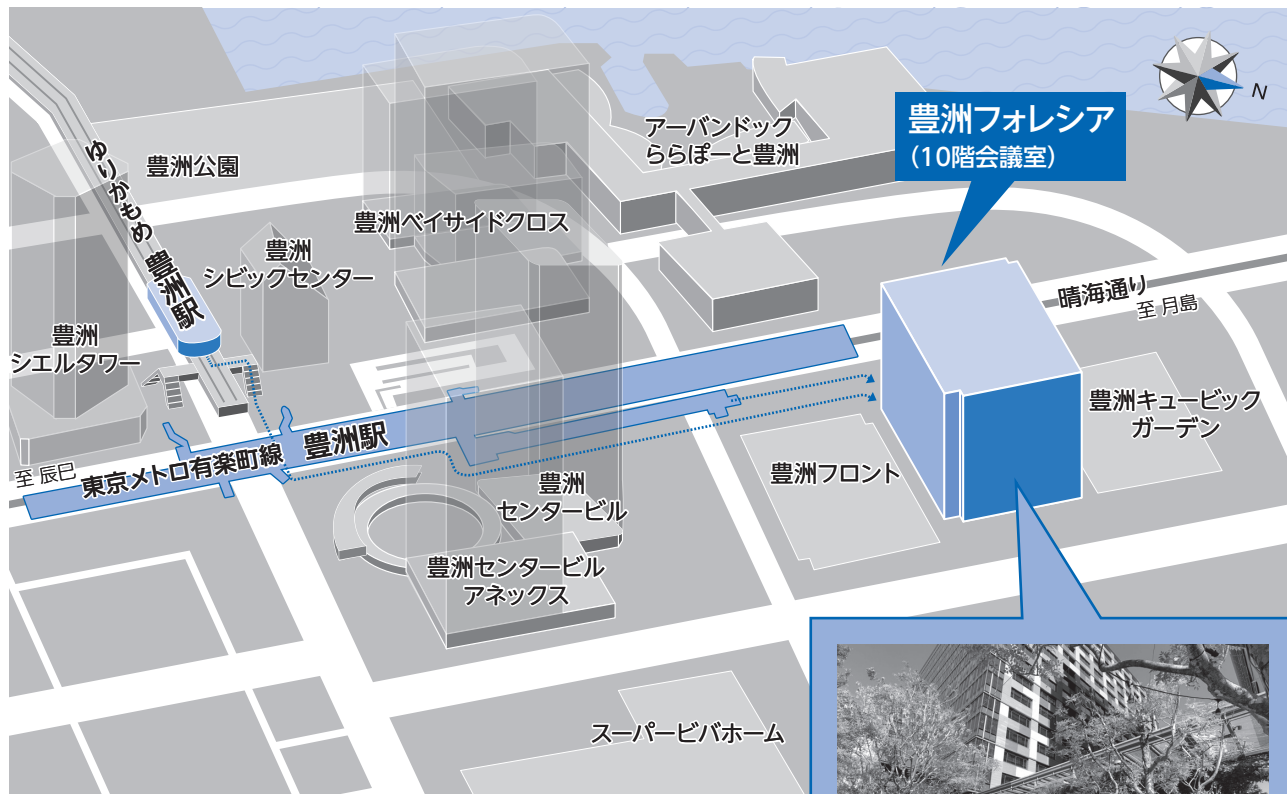 N
豊洲フォレシア
(10階会議室)
アーバンドック
ららぽーと豊洲
ゆりかもめ
豊洲駅
豊洲公園
豊洲ベイサイドクロス
豊洲
シビックセンター
晴海通り
至 月島
豊洲
シエルタワー
豊洲キュービック
ガーデン
至 辰巳
東京メトロ有楽町線
豊洲駅
豊洲フロント
豊洲
センタービル
豊洲センタービル
アネックス
スーパービバホーム